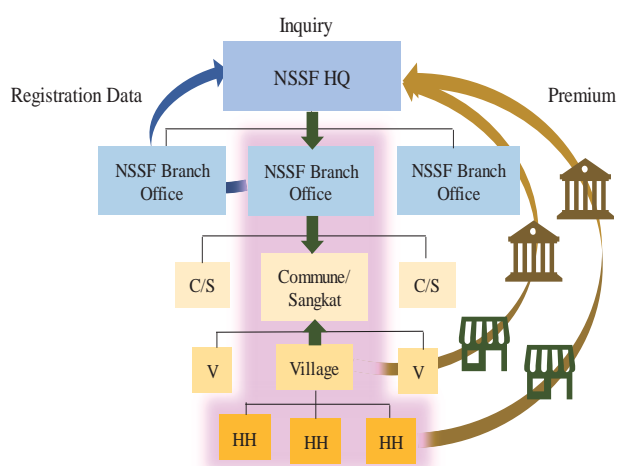 Inquiry
NSSF HQ
Registration Data
Premium
NSSF Branch
Office
NSSF Branch
Office
NSSF Branch
Office
C/S
Commune/
Sangkat
C/S
V
Village
V
HH
HH
HH